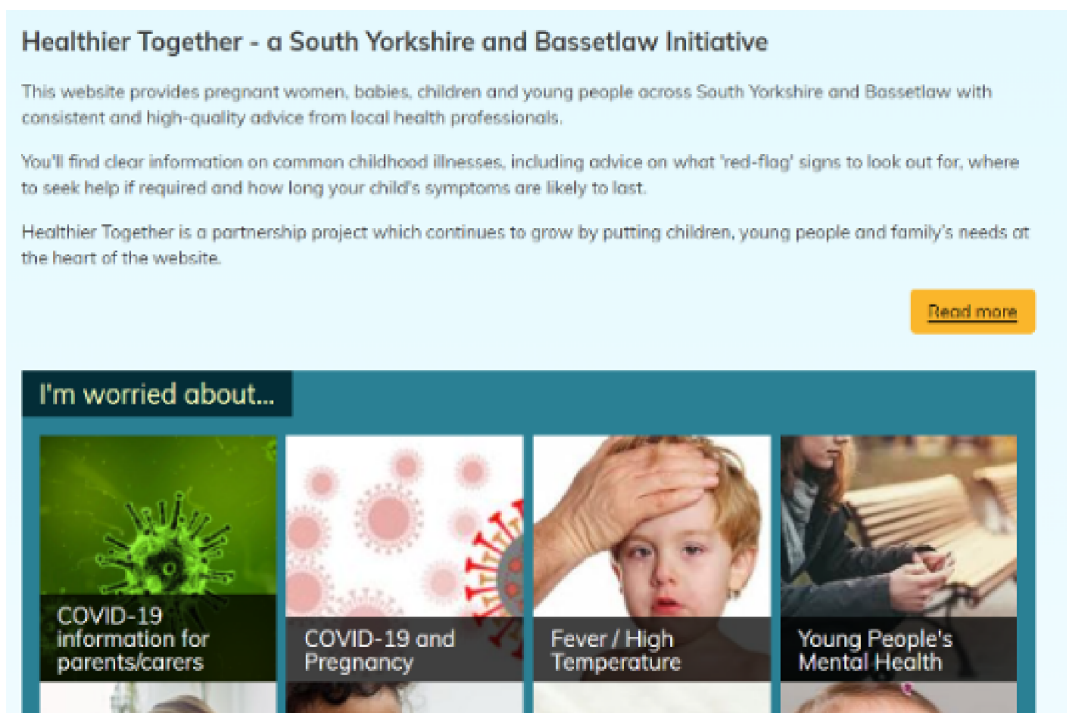 Healthier Together - a South Yorkshire and Bassetlaw Initiative
This website provides pregnant women, babies, children and young people across South Yorkshire and Bassetlaw with
consistent and high-quality advice from local health professionals.
You'll find clear information on common childhood illnesses, including advice on what 'red-flag' signs to look out for, where
to seek help if required and how long your child's symptoms are likely to last.
Healthier Together is a partnership project which continues to grow by putting children, young people and family's needs at
the heart of the website.
Read more
I'm worried about...
COVID-19
information for
parents/carers
COVID-19 and
Pregnancy
Fever / High
Temperature
Young People's
Mental Health